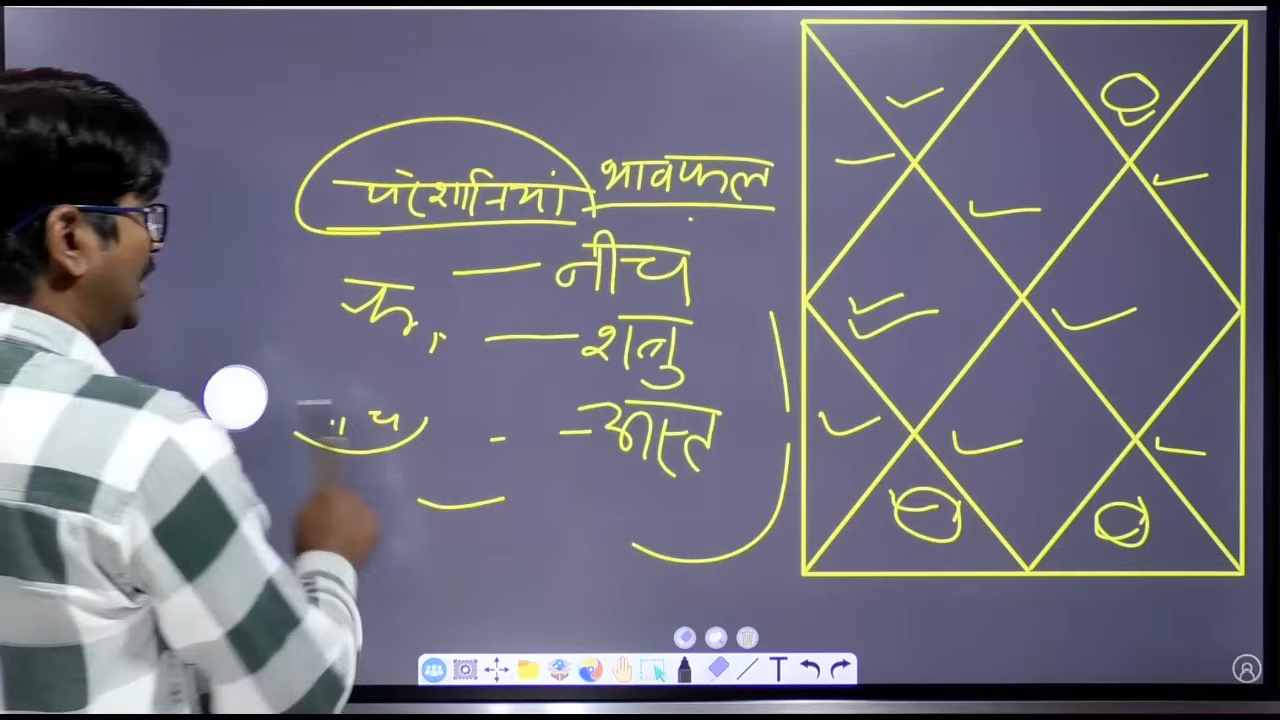 परेशानियां भावफल
— नीच
— शत्रु
— अस्त
T